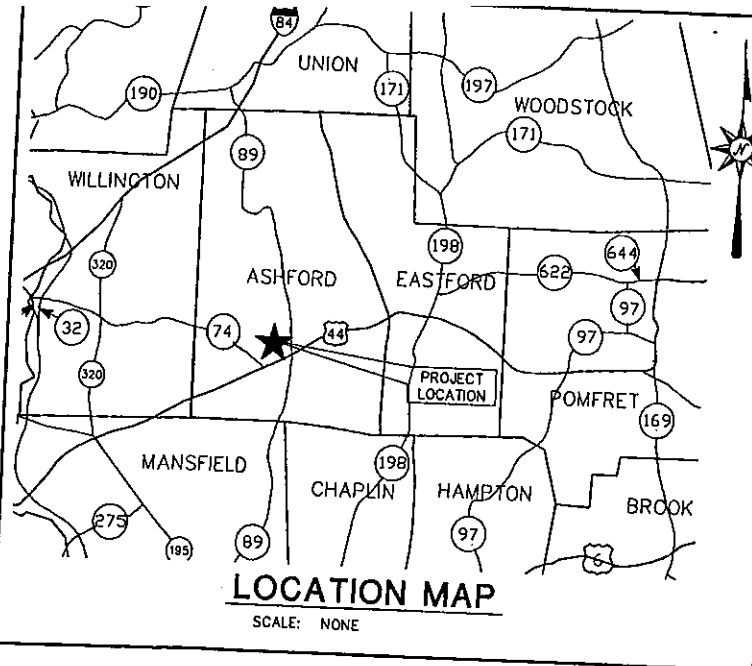 84
UNION
190
171
197
WOODSTOCK
171
89
N
WILLINGTON
198
644
320
ASHFORD
EASTFORD
622
97
32
74
44
97
320
PROJECT
LOCATION
POMFRET
169
MANSFIELD
198
CHAPLIN
HAMPTON
BROOK
275
195
89
97
6
LOCATION MAP
SCALE: NONE